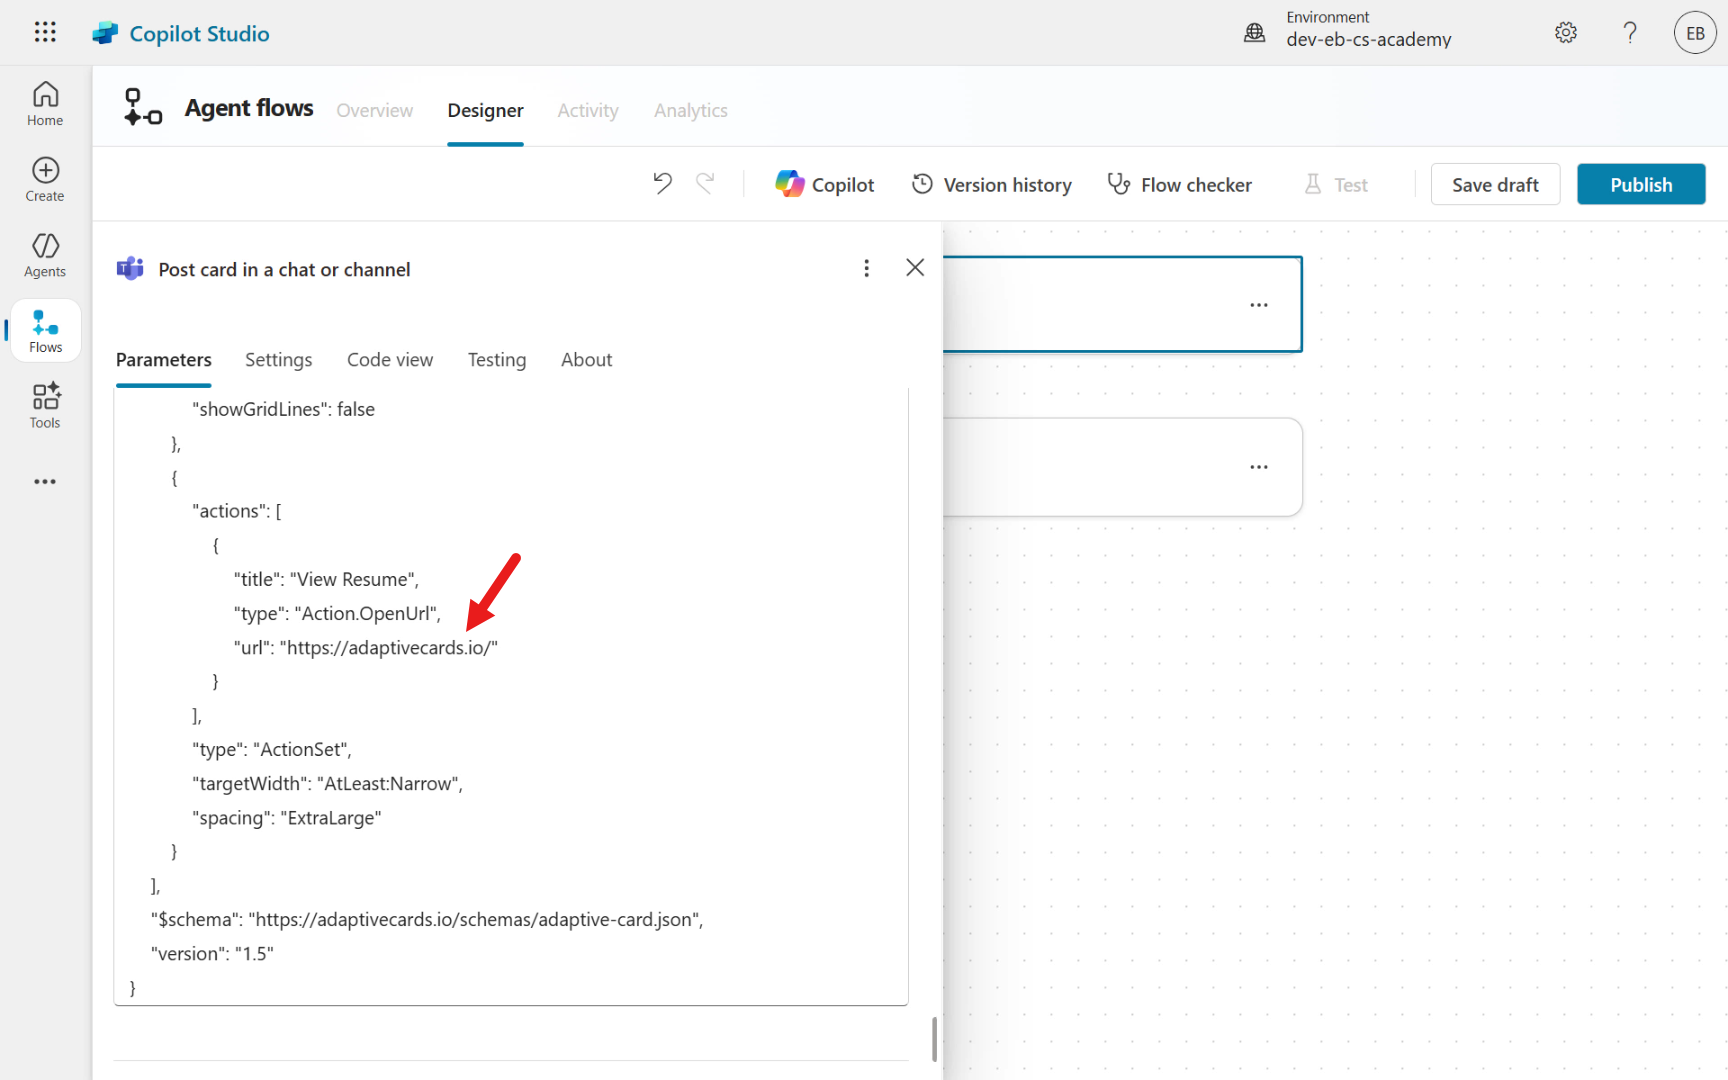 Copilot Studio
Environment
dev-eb-cs-academy
EB
Home
Create
Agents
Flows
Tools
Agent flows
Overview
Designer
Activity
Analytics
Copilot
Version history
Flow checker
Test
Save draft
Publish
Post card in a chat or channel
Parameters
Settings
Code view
Testing
About
"showGridLines": false
},
{
"actions": [
{
"title": "View Resume",
"type": "Action.OpenUrl",
"url": "https://adaptivecards.io/"
}
],
"type": "ActionSet",
"targetWidth": "AtLeast:Narrow",
"spacing": "ExtraLarge"
}
],
"$schema": "https://adaptivecards.io/schemas/adaptive-card.json",
"version": "1.5"
}